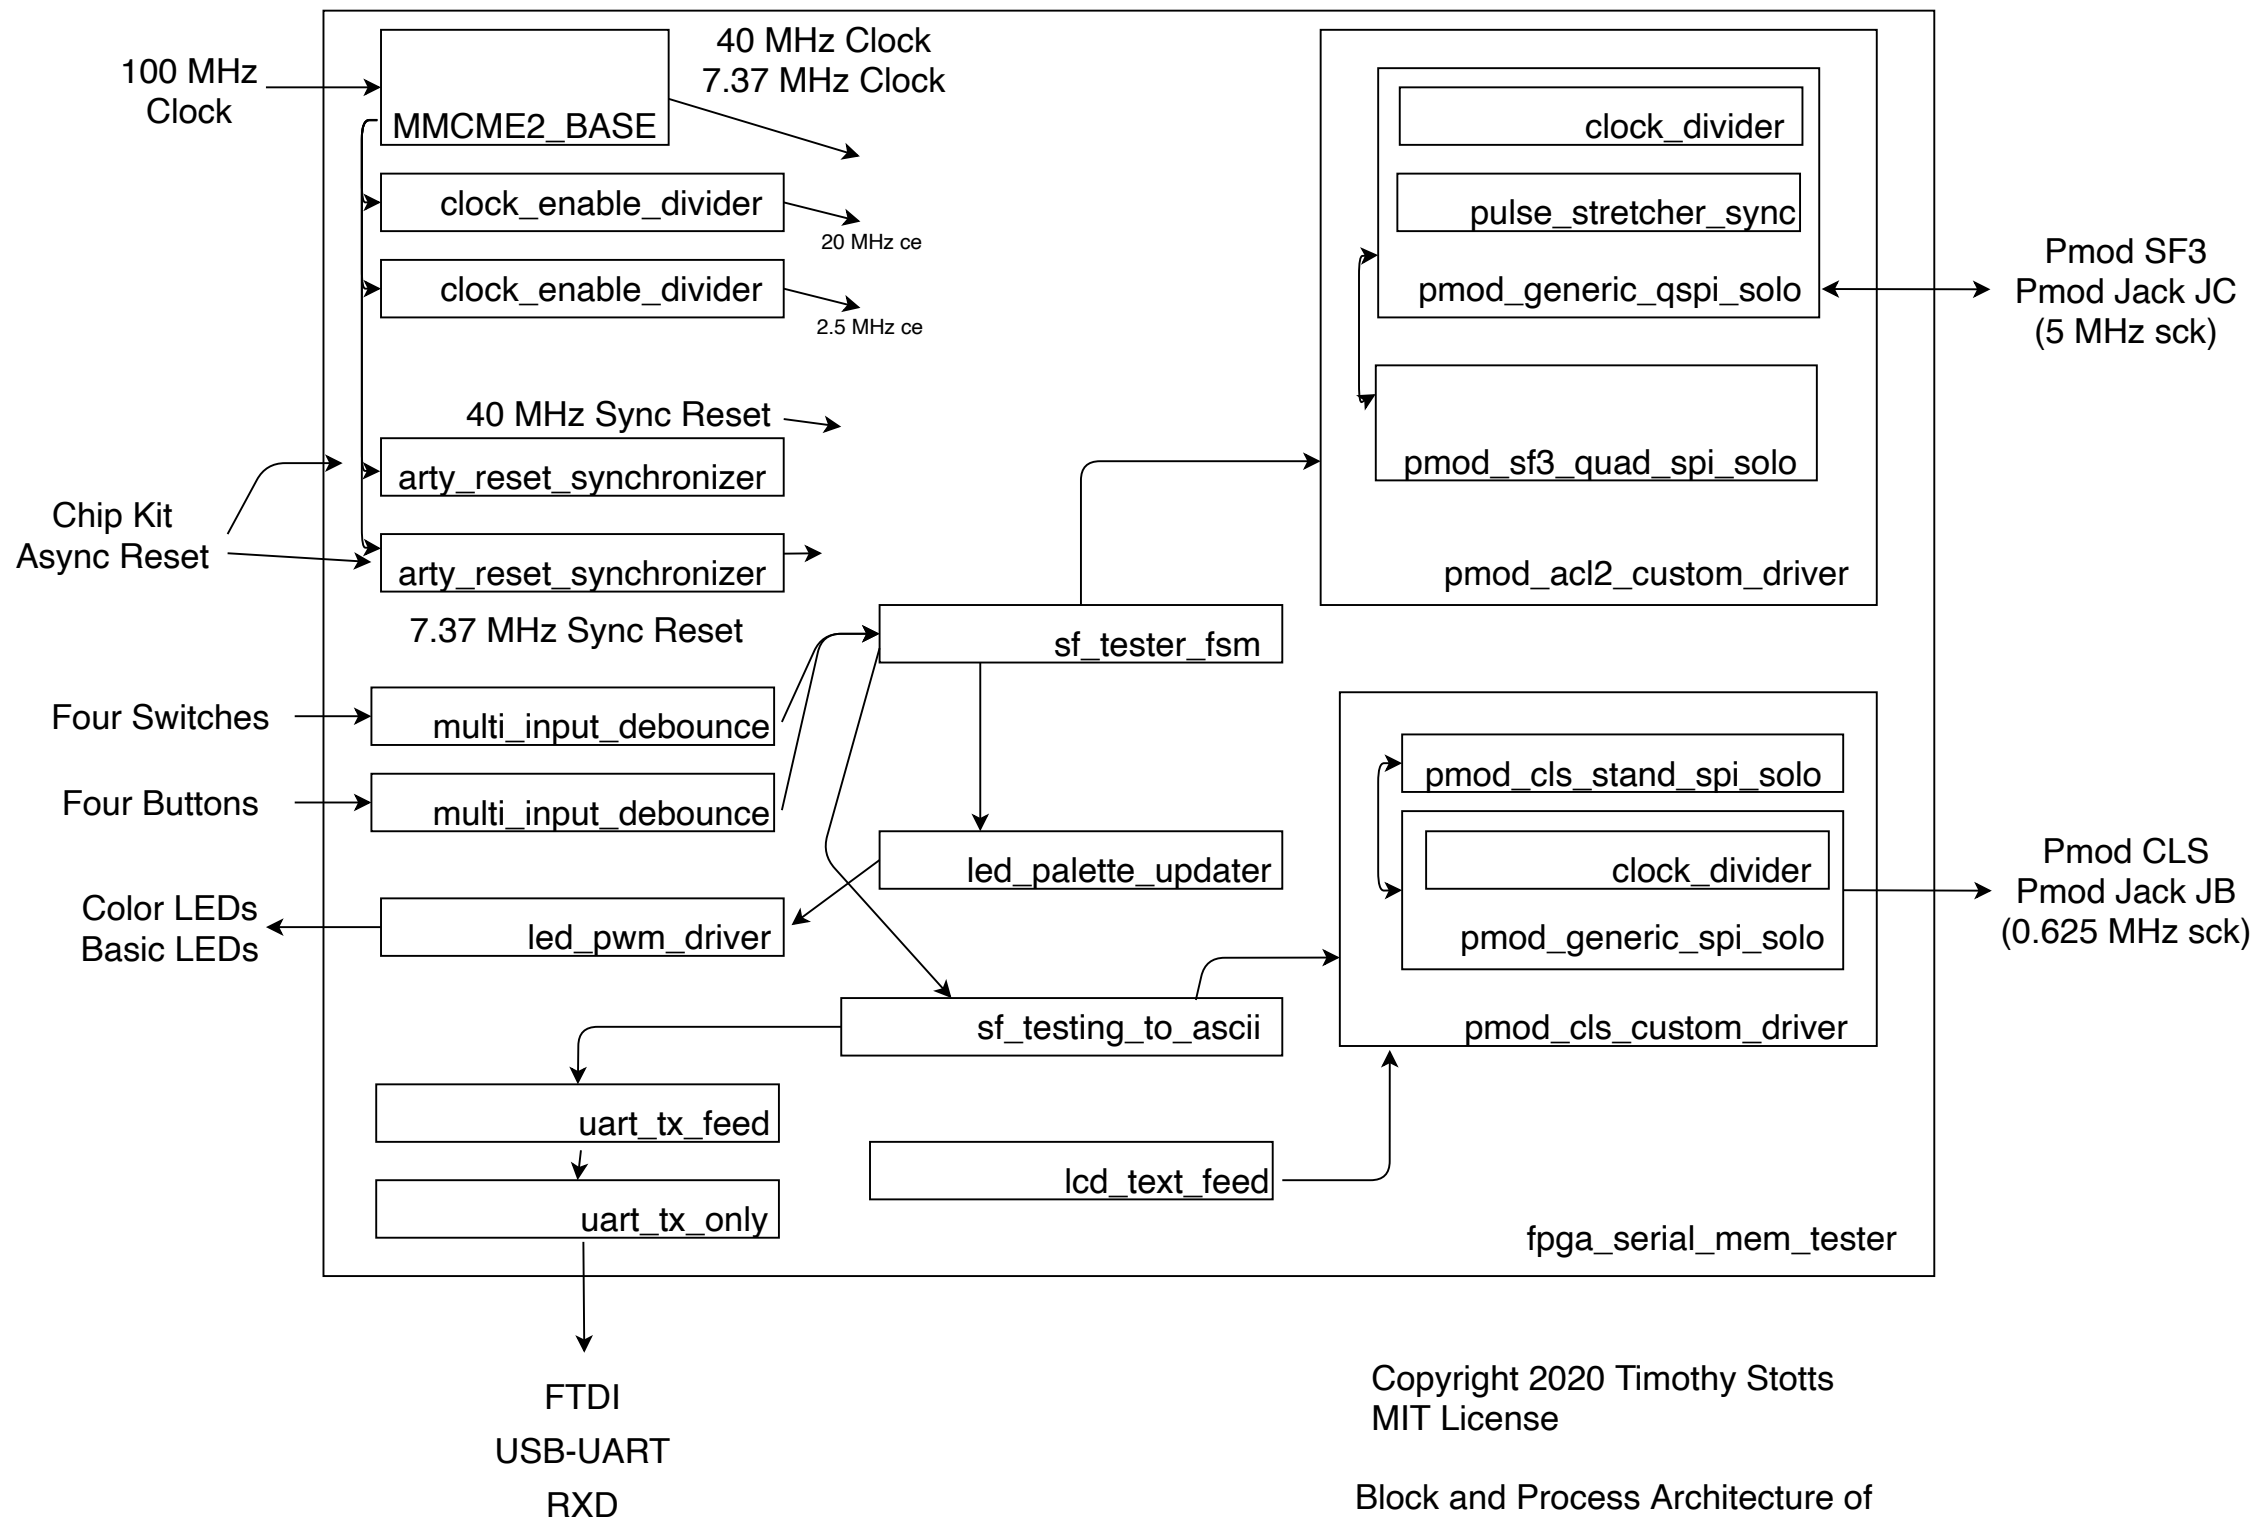 100 MHz
Clock
MMCME2_BASE
40 MHz Clock
7.37 MHz Clock
clock_enable_divider
20 MHz ce
clock_enable_divider
2.5 MHz ce
40 MHz Sync Reset
arty_reset_synchronizer
Chip Kit
Async Reset
arty_reset_synchronizer
7.37 MHz Sync Reset
Four Switches
multi_input_debounce
Four Buttons
multi_input_debounce
Color LEDs
Basic LEDs
led_pwm_driver
sf_tester_fsm
led_palette_updater
sf_testing_to_ascii
uart_tx_feed
uart_tx_only
lcd_text_feed
clock_divider
pulse_stretcher_sync
pmod_generic_qspi_solo
pmod_sf3_quad_spi_solo
pmod_acl2_custom_driver
Pmod SF3
Pmod Jack JC
(5 MHz sck)
pmod_cls_stand_spi_solo
clock_divider
pmod_generic_spi_solo
pmod_cls_custom_driver
Pmod CLS
Pmod Jack JB
(0.625 MHz sck)
fpga_serial_mem_tester
FTDI
USB-UART
RXD
Copyright 2020 Timothy Stotts
MIT License
Block and Process Architecture of